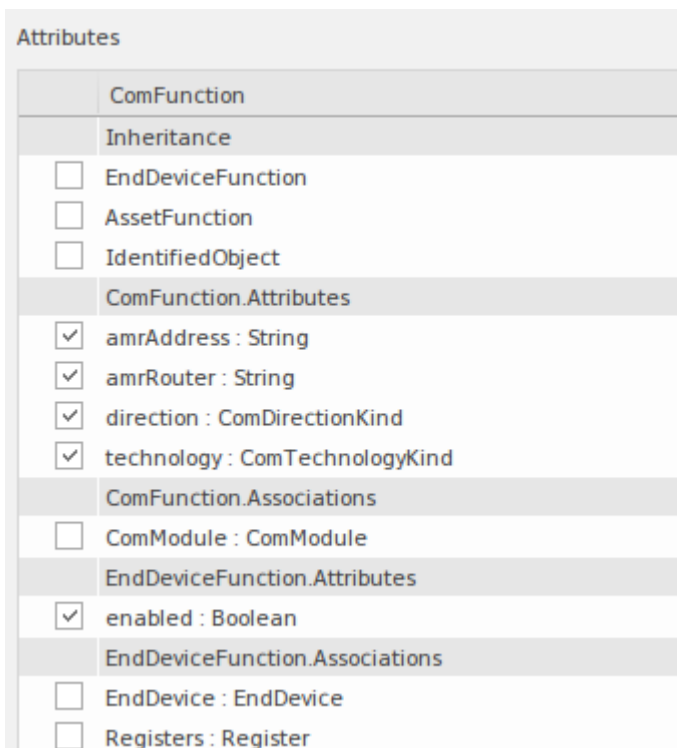 Attributes
ComFunction
Inheritance
EndDeviceFunction
AssetFunction
IdentifiedObject
ComFunction.Attributes
amrAddress : String
amrRouter : String
direction : ComDirectionKind
technology : ComTechnologyKind
ComFunction.Associations
ComModule : ComModule
EndDeviceFunction.Attributes
enabled : Boolean
EndDeviceFunction.Associations
EndDevice : EndDevice
Registers : Register